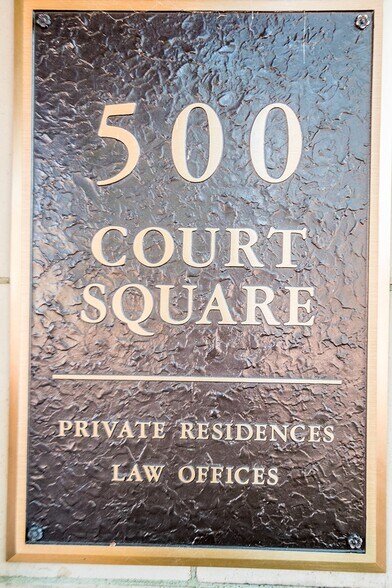 500
COURT
SQUARE
PRIVATE RESIDENCES
LAW OFFICES